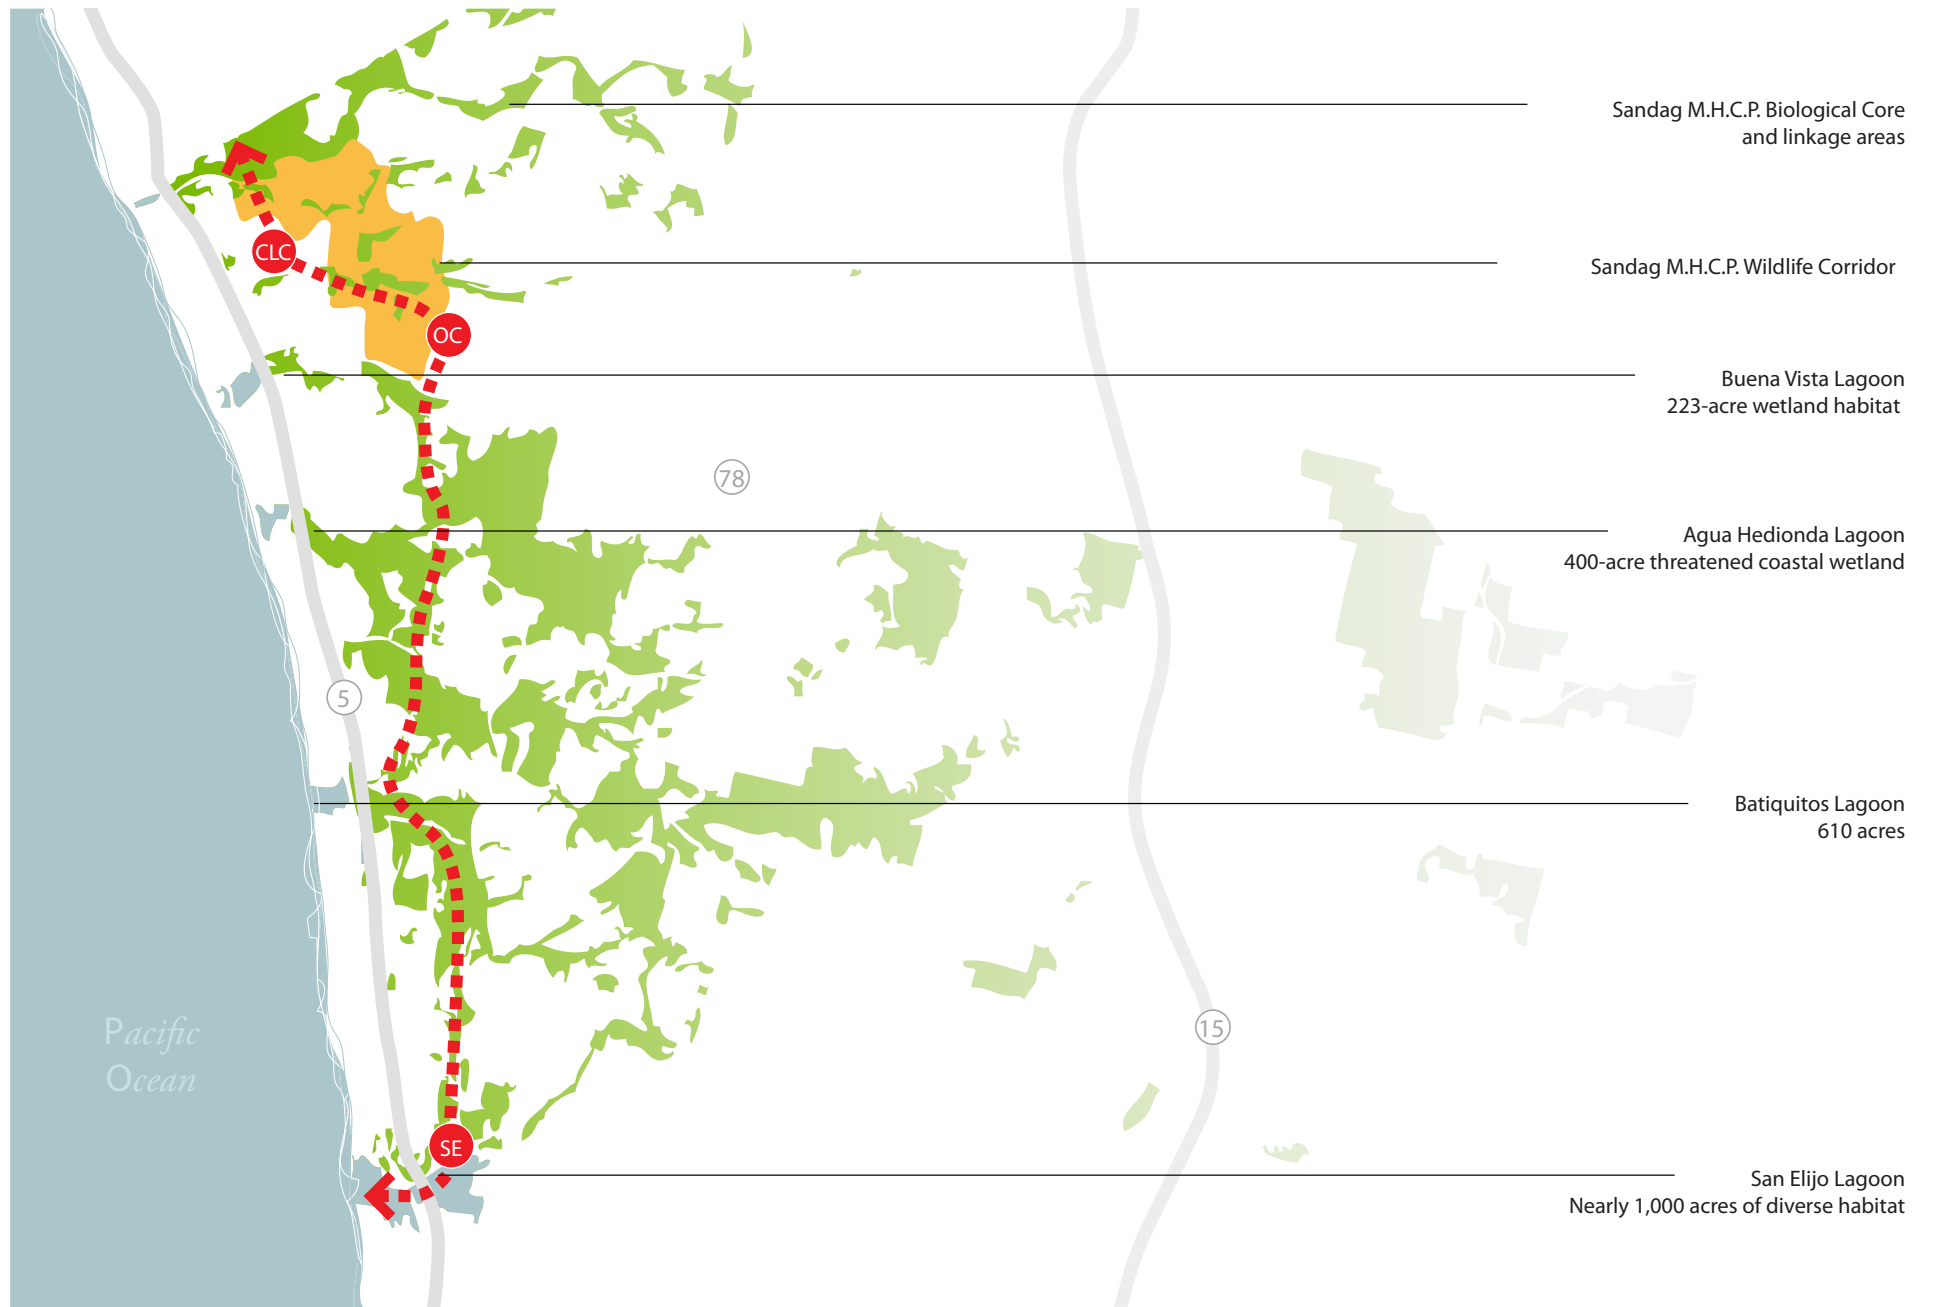 Sandag M.H.C.P. Biological Core
and linkage areas
CLC
Sandag M.H.C.P. Wildlife Corridor
OC
Buena Vista Lagoon
223-acre wetland habitat
78
Agua Hedionda Lagoon
400-acre threatened coastal wetland
5
Batiquitos Lagoon
610 acres
Pacific
Ocean
15
SE
San Elijo Lagoon
Nearly 1,000 acres of diverse habitat